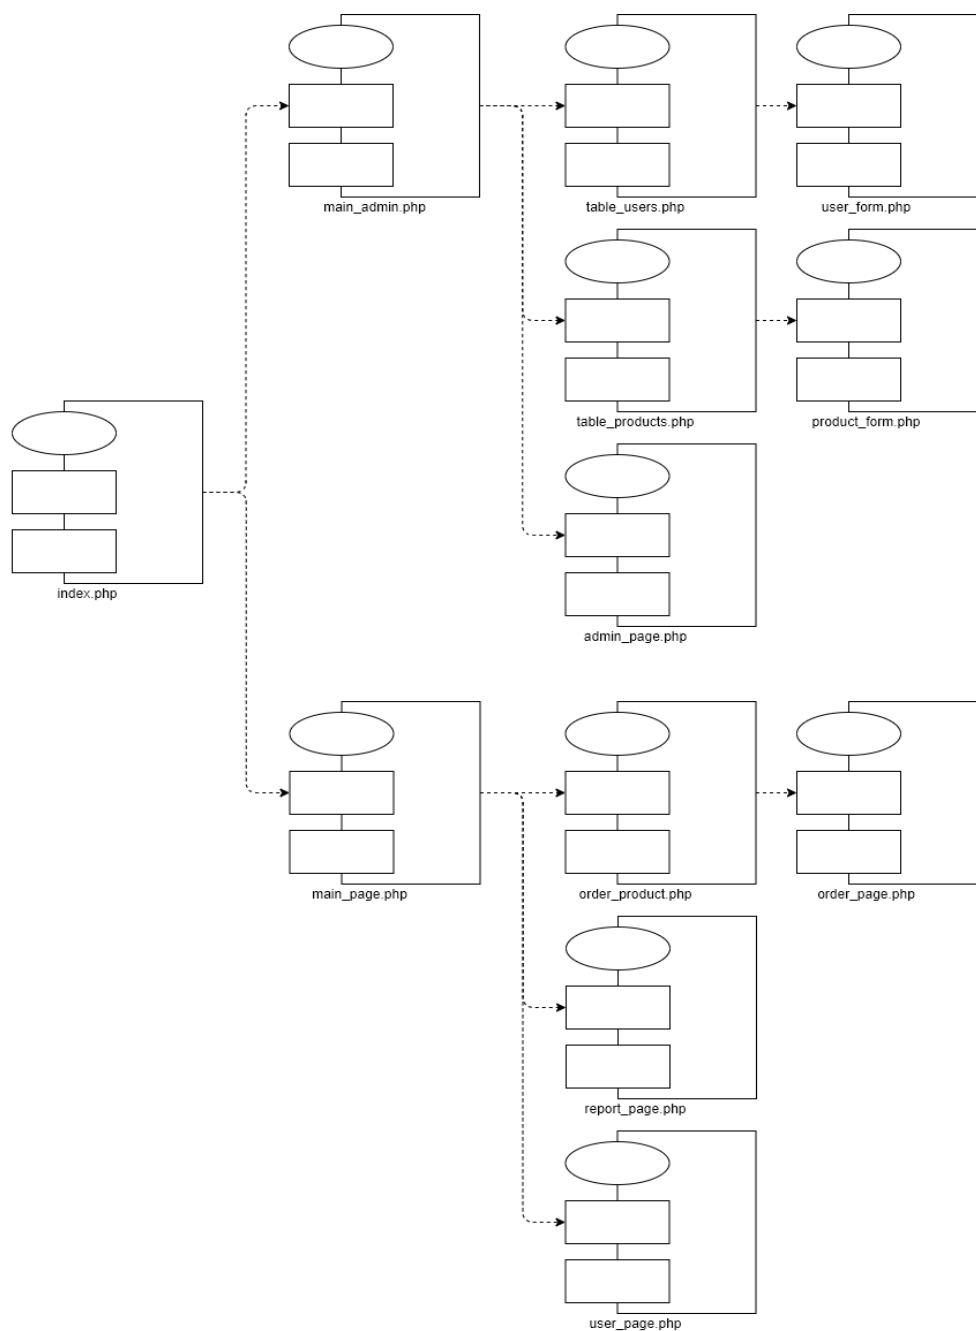 main_admin.php
table_users.php
user_form.php
table_products.php
product_form.php
index.php
admin_page.php
main_page.php
order_product.php
order_page.php
report_page.php
user_page.php